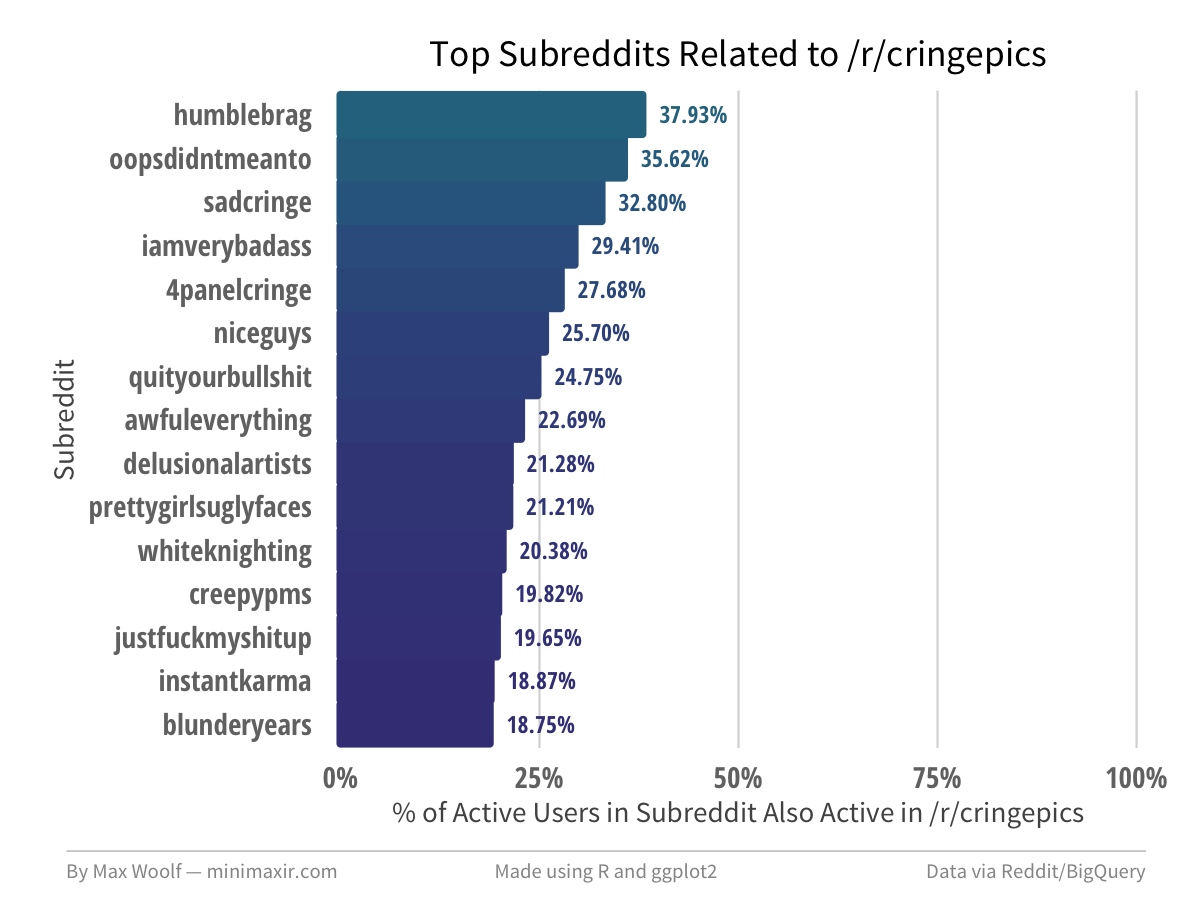 Top Subreddits Related to /r/cringepics
humblebrag 37.93%
oopsdidntmeanto 35.62%
sadcringe 32.80%
iamverybadass 29.41%
4panelcringe 27.68%
niceguys 25.70%
quityourbullshit 24.75%
awfuleverything 22.69%
delusionalartists 21.28%
prettygirlsuglyfaces 21.21%
whiteknighting 20.38%
creepypms 19.82%
justfuckmyshitup 19.65%
instantkarma 18.87%
blunderyears 18.75%
Subreddit
0% 25% 50% 75% 100%
% of Active Users in Subreddit Also Active in /r/cringepics
By Max Woolf — minimaxir.com Made using R and ggplot2 Data via Reddit/BigQuery